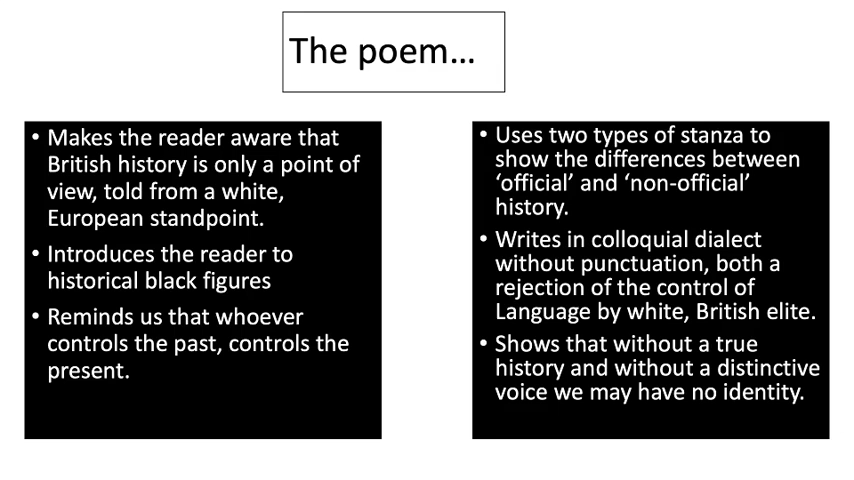 The poem…
• Makes the reader aware that
British history is only a point of
view, told from a white,
European standpoint.
• Introduces the reader to
historical black figures
• Reminds us that whoever
controls the past, controls the
present.
• Uses two types of stanza to
show the differences between
‘official’ and ‘non-official’
history.
• Writes in colloquial dialect
without punctuation, both a
rejection of the control of
Language by white, British elite.
• Shows that without a true
history and without a distinctive
voice we may have no identity.